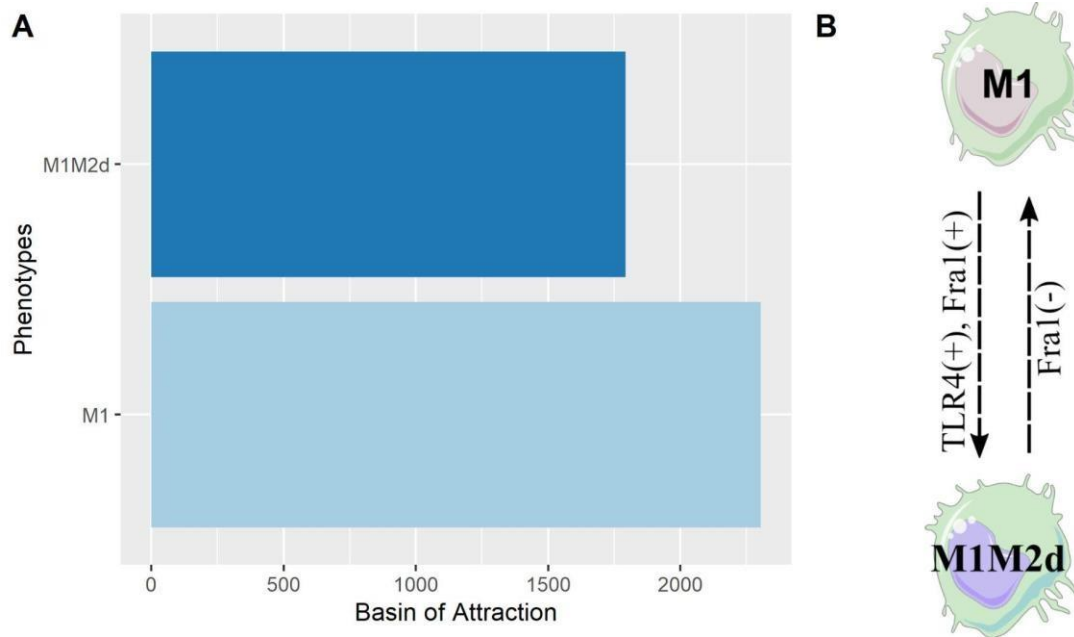 A
Phenotypes
M1M2d
M1
0 500 1000 1500 2000
Basin of Attraction
B
M1
TLR4(+), Fra1(+)
Fra1(-)
M1M2d